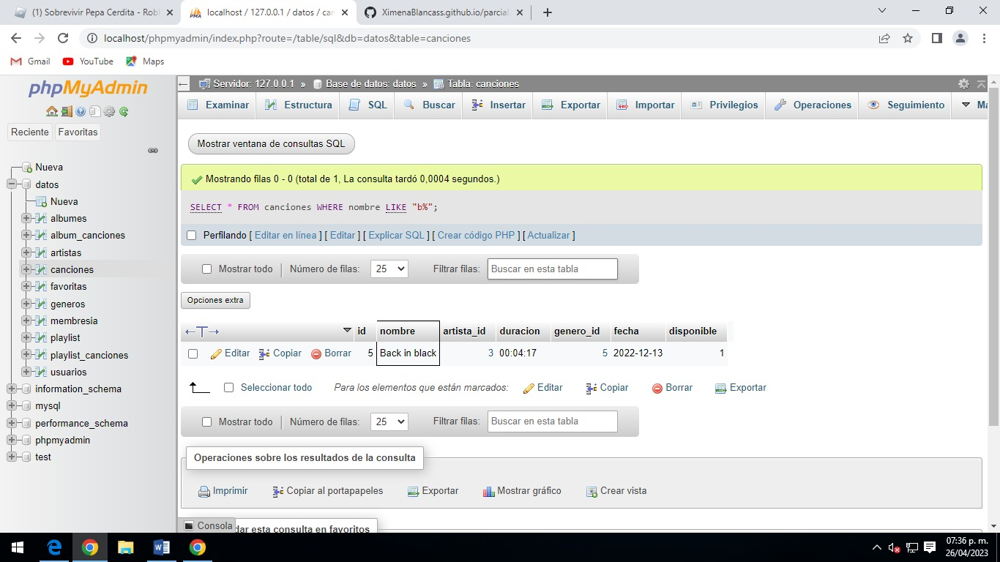 (1) Sobrevivir Pepa Cerdita - Robl
localhost / 127.0.0.1 / datos / can
XimenaBlancass.github.io/parcial
localhost/phpmyadmin/index.php?route=/table/sql&db=datos&table=canciones
Gmail YouTube Maps
phpMyAdmin
Reciente Favoritas
Nueva
datos
Nueva
albumes
album_canciones
artistas
canciones
favoritas
generos
membresia
playlist
playlist_canciones
usuarios
information_schema
mysql
performance_schema
phpmyadmin
test
Servidor: 127.0.0.1 » Base de datos: datos » Tabla: canciones
Examinar Estructura SQL Buscar Insertar Exportar Importar Privilegios Operaciones Seguimiento Má
Mostrar ventana de consultas SQL
Mostrando filas 0 - 0 (total de 1, La consulta tardó 0,0004 segundos.)
SELECT * FROM canciones WHERE nombre LIKE "b%";
Perfilando [ Editar en línea ] [ Editar ] [ Explicar SQL ] [ Crear código PHP ] [ Actualizar ]
Mostrar todo Número de filas: 25 Filtrar filas: Buscar en esta tabla
Opciones extra
id nombre artista_id duracion genero_id fecha disponible
Editar Copiar Borrar 5 Back in black 3 00:04:17 5 2022-12-13 1
Seleccionar todo Para los elementos que están marcados: Editar Copiar Borrar Exportar
Mostrar todo Número de filas: 25 Filtrar filas: Buscar en esta tabla
Operaciones sobre los resultados de la consulta
Imprimir Copiar al portapapeles Exportar Mostrar gráfico Crear vista
Consola
dar esta consulta en favoritos
07:36 p. m.
26/04/2023